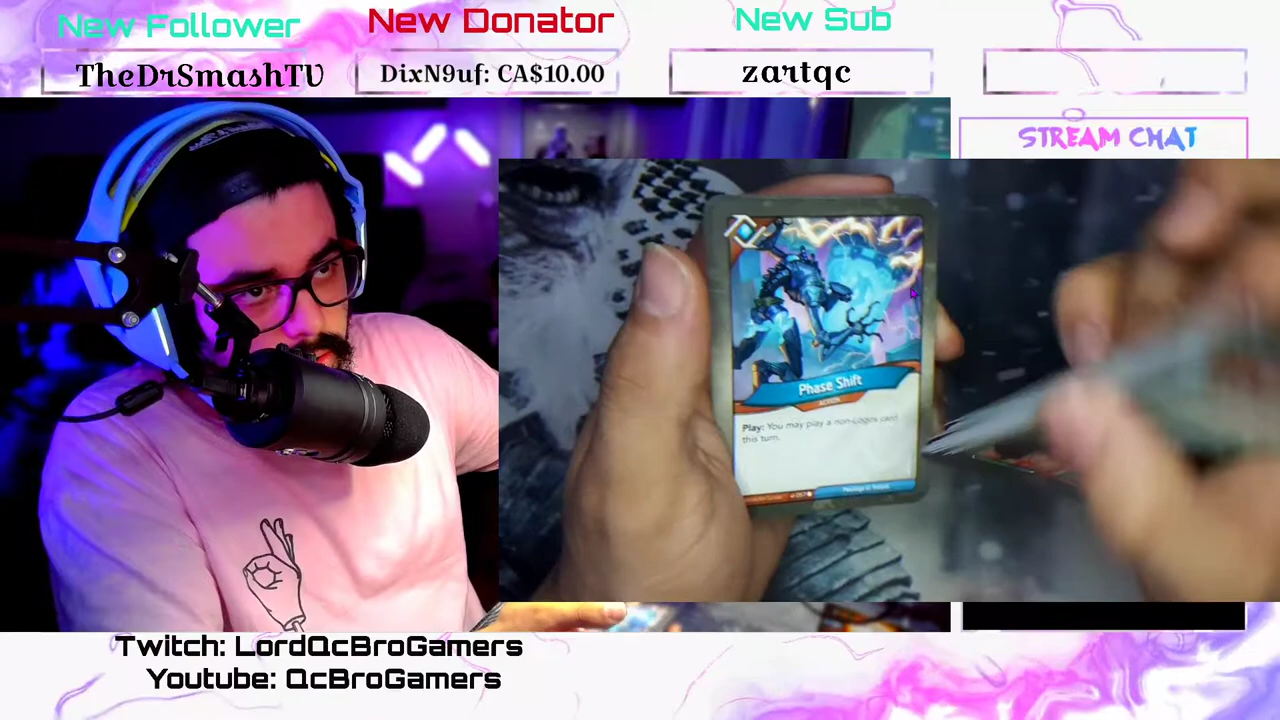 New Follower
New Donator
New Sub
TheDrSmashTV
DixN9uf: CA$10.00
zartqc
STREAM CHAT
Phase Shift
ACTION
Play: You may play a non-Logos card
this turn.
Twitch: LordQcBroGamers
Youtube: QcBroGamers